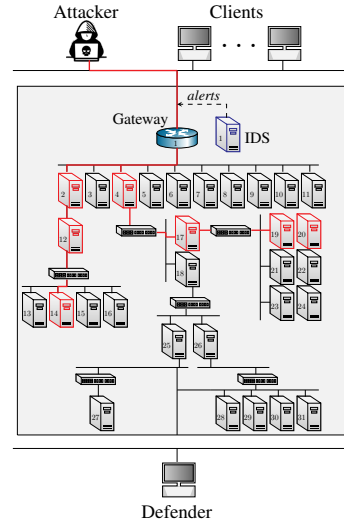 Attacker Clients
alerts
Gateway
1 1 IDS
2 3 4 5 6 7 8 9 10 11
12 17 19 20
18 21 22
13 14 15 16 23 24
25 26
27 28 29 30 31
Defender